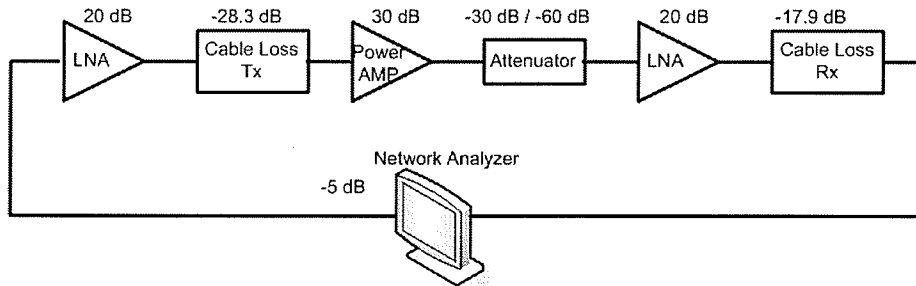 20 dB
-28.3 dB
30 dB
-30 dB / -60 dB
20 dB
-17.9 dB
LNA
Cable Loss
Tx
Power
AMP
Attenuator
LNA
Cable Loss
Rx
Network Analyzer
-5 dB